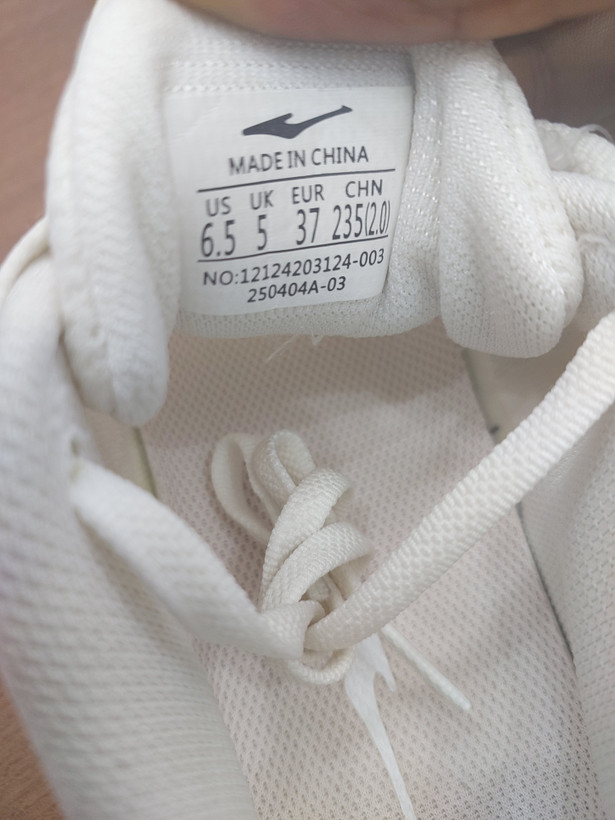 MADE IN CHINA
US UK EUR CHN
6.5 5 37 235(2.0)
NO:12124203124-003
250404A-03